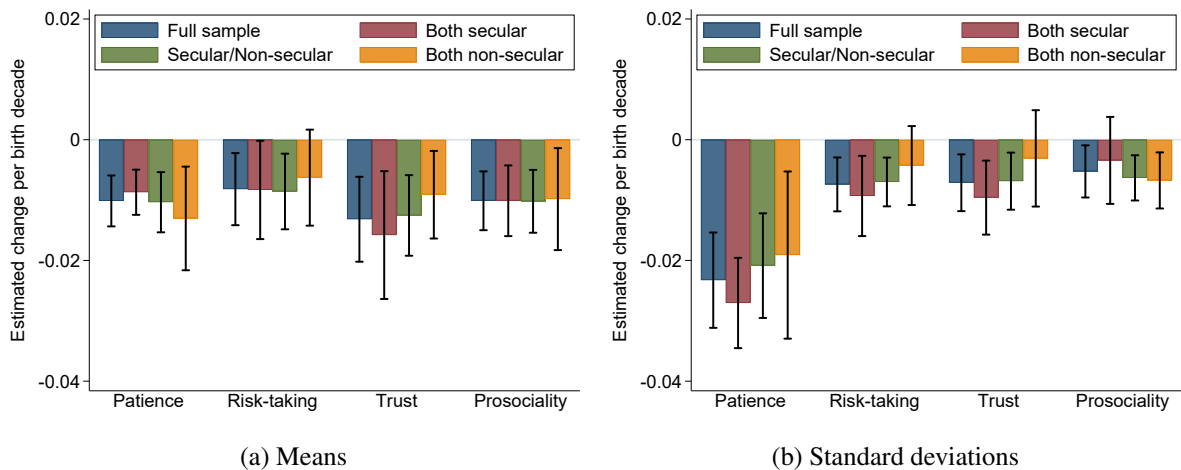 Full sample
Both secular
Secular/Non-secular
Both non-secular
Estimated change per birth decade
0.02
0
-0.02
-0.04
Patience
Risk-taking
Trust
Prosociality
(a) Means
Full sample
Both secular
Secular/Non-secular
Both non-secular
Estimated change per birth decade
0.02
0
-0.02
-0.04
Patience
Risk-taking
Trust
Prosociality
(b) Standard deviations